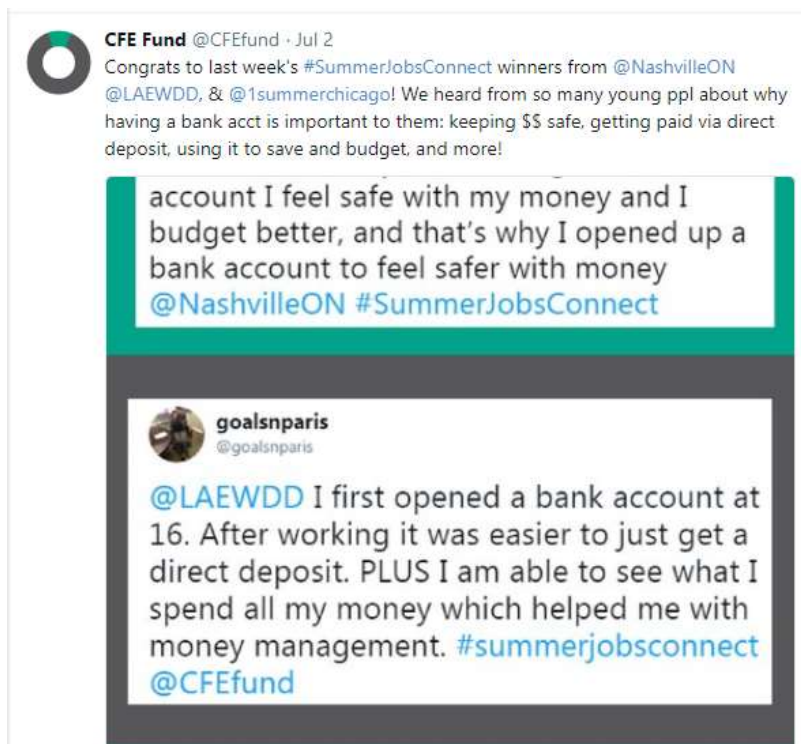 CFE Fund @CFEfund · Jul 2
Congrats to last week's #SummerJobsConnect winners from @NashvilleON
@LAEWDD, & @1summerchicago! We heard from so many young ppl about why
having a bank acct is important to them: keeping $$ safe, getting paid via direct
deposit, using it to save and budget, and more!
account I feel safe with my money and I
budget better, and that's why I opened up a
bank account to feel safer with money
@NashvilleON #SummerJobsConnect
goalsnparis
@goalsnparis
@LAEWDD I first opened a bank account at
16. After working it was easier to just get a
direct deposit. PLUS I am able to see what I
spend all my money which helped me with
money management. #summerjobsconnect
@CFEfund